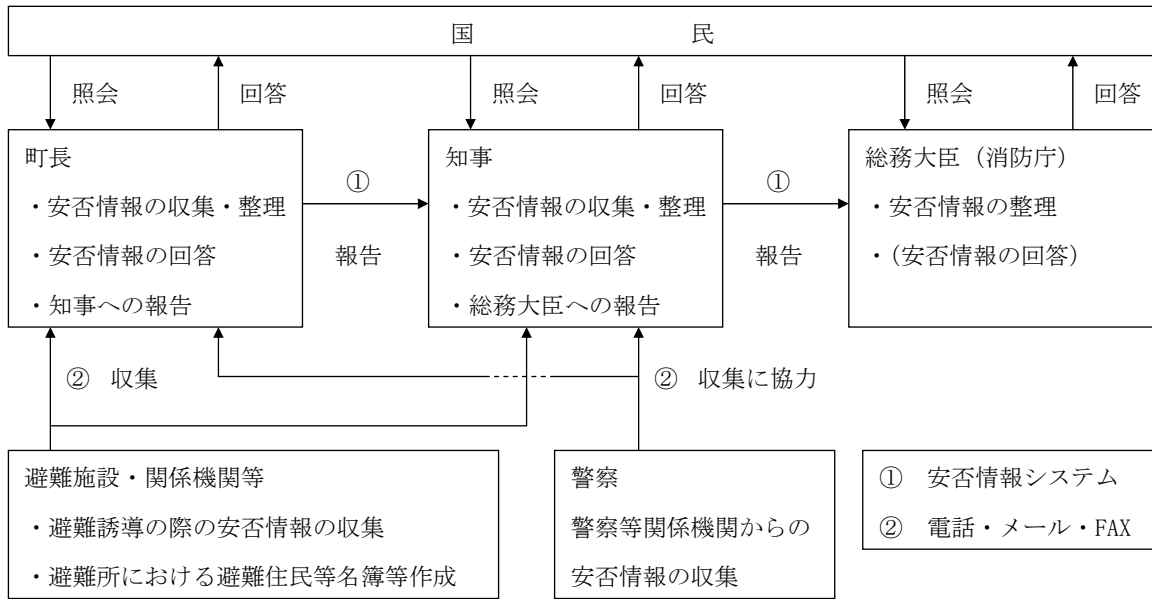 国　民
照会
回答
照会
回答
照会
回答
町長
・安否情報の収集・整理
・安否情報の回答
・知事への報告
①
報告
知事
・安否情報の収集・整理
・安否情報の回答
・総務大臣への報告
①
報告
総務大臣（消防庁）
・安否情報の整理
・(安否情報の回答）
②　収集
②　収集に協力
避難施設・関係機関等
・避難誘導の際の安否情報の収集
・避難所における避難住民等名簿等作成
警察
警察等関係機関からの
安否情報の収集
①　安否情報システム
②　電話・メール・FAX